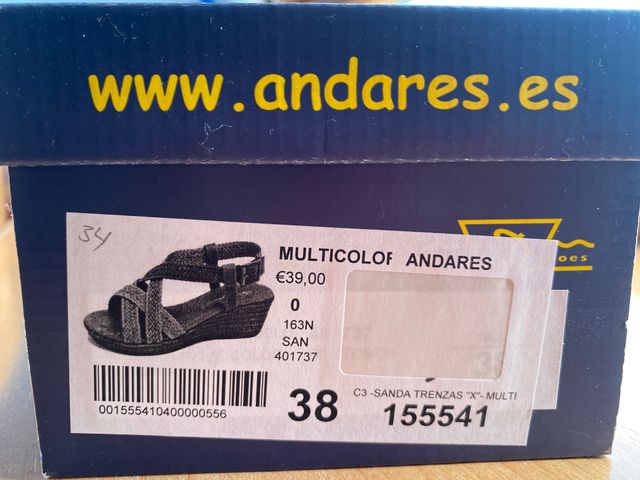 www.andares.es
34
MULTICOLOR ANDARES
€39,00
0
163N
SAN
401737
C3 -SANDA TRENZAS "X"- MULTI
0015554104000000556
38
155541